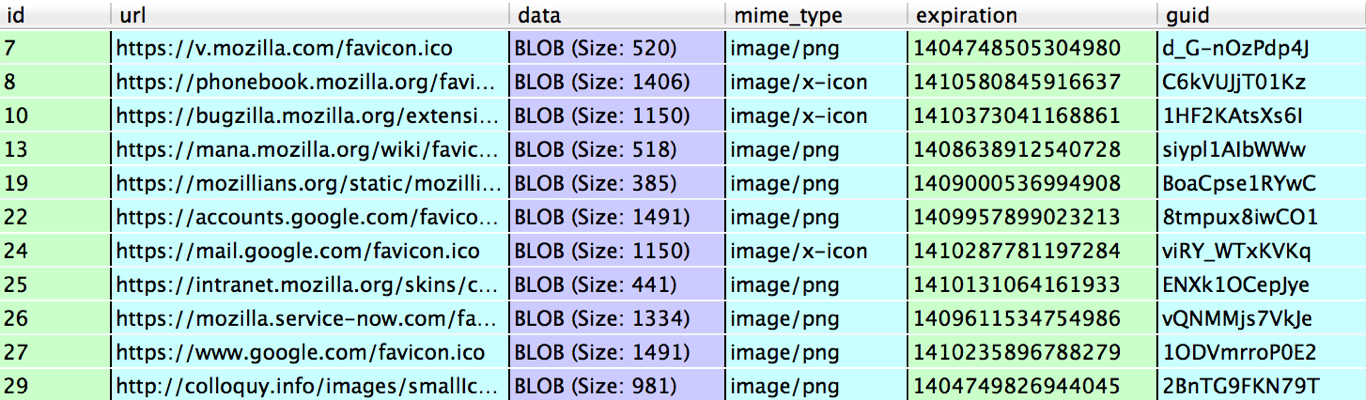 id url data mime_type expiration guid
7 https://v.mozilla.com/favicon.ico BLOB (Size: 520) image/png 1404748505304980 d_G-nOzPdp4J
8 https://phonebook.mozilla.org/favi... BLOB (Size: 1406) image/x-icon 1410580845916637 C6kVUJjT01Kz
10 https://bugzilla.mozilla.org/extensi... BLOB (Size: 1150) image/x-icon 1410373041168861 1HF2KAtsXs6I
13 https://mana.mozilla.org/wiki/favic... BLOB (Size: 518) image/png 1408638912540728 siypl1AIbWWw
19 https://mozillians.org/static/mozilli... BLOB (Size: 385) image/png 1409000536994908 BoaCpse1RYwC
22 https://accounts.google.com/favico... BLOB (Size: 1491) image/png 1409957899023213 8tmpux8iwCO1
24 https://mail.google.com/favicon.ico BLOB (Size: 1150) image/x-icon 1410287781197284 viRY_WTxKVKq
25 https://intranet.mozilla.org/skins/c... BLOB (Size: 441) image/png 1410131064161933 ENXk1OCepJye
26 https://mozilla.service-now.com/fa... BLOB (Size: 1334) image/png 1409611534754986 vQNMMjs7VkJe
27 https://www.google.com/favicon.ico BLOB (Size: 1491) image/png 1410235896788279 1ODVmrroP0E2
29 http://colloquy.info/images/smallIc... BLOB (Size: 981) image/png 1404749826944045 2BnTG9FKN79T